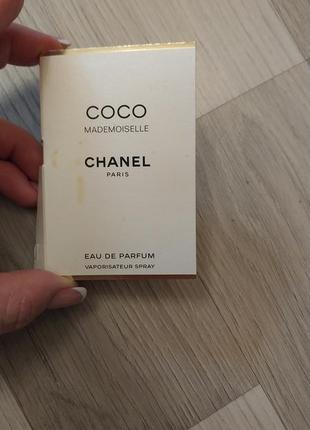 COCO
MADEMOISELLE
CHANEL
PARIS
EAU DE PARFUM
VAPORISATEUR SPRAY